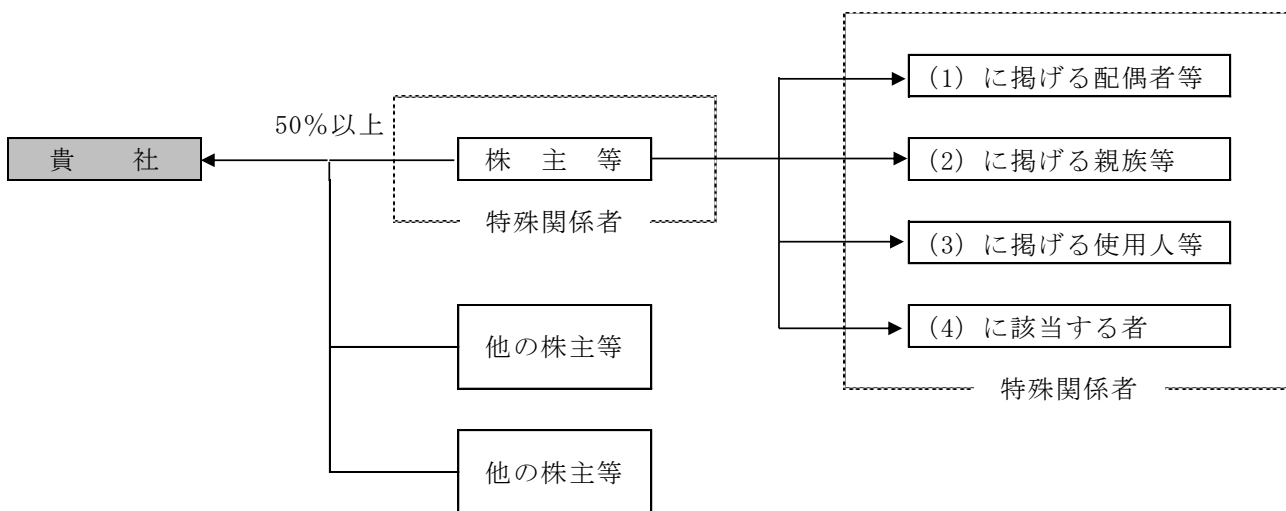 (1) に掲げる配偶者等
50%以上
貴　社
株　主　等
(2) に掲げる親族等
特殊関係者
(3) に掲げる使用人等
他の株主等
(4) に該当する者
特殊関係者
他の株主等